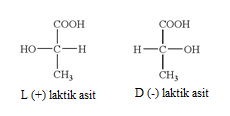 COOH COOH
HO—C—H H—C—OH
CH₃ CH₃
L (+) laktik asit D (-) laktik asit